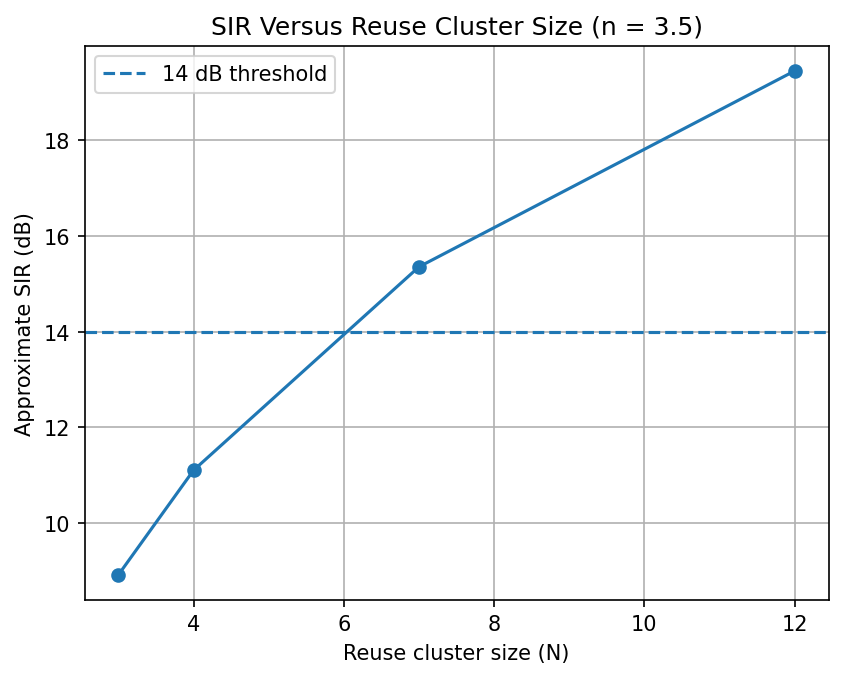 SIR Versus Reuse Cluster Size (n = 3.5)
14 dB threshold
Approximate SIR (dB)
18
16
14
12
10
4
6
8
10
12
Reuse cluster size (N)